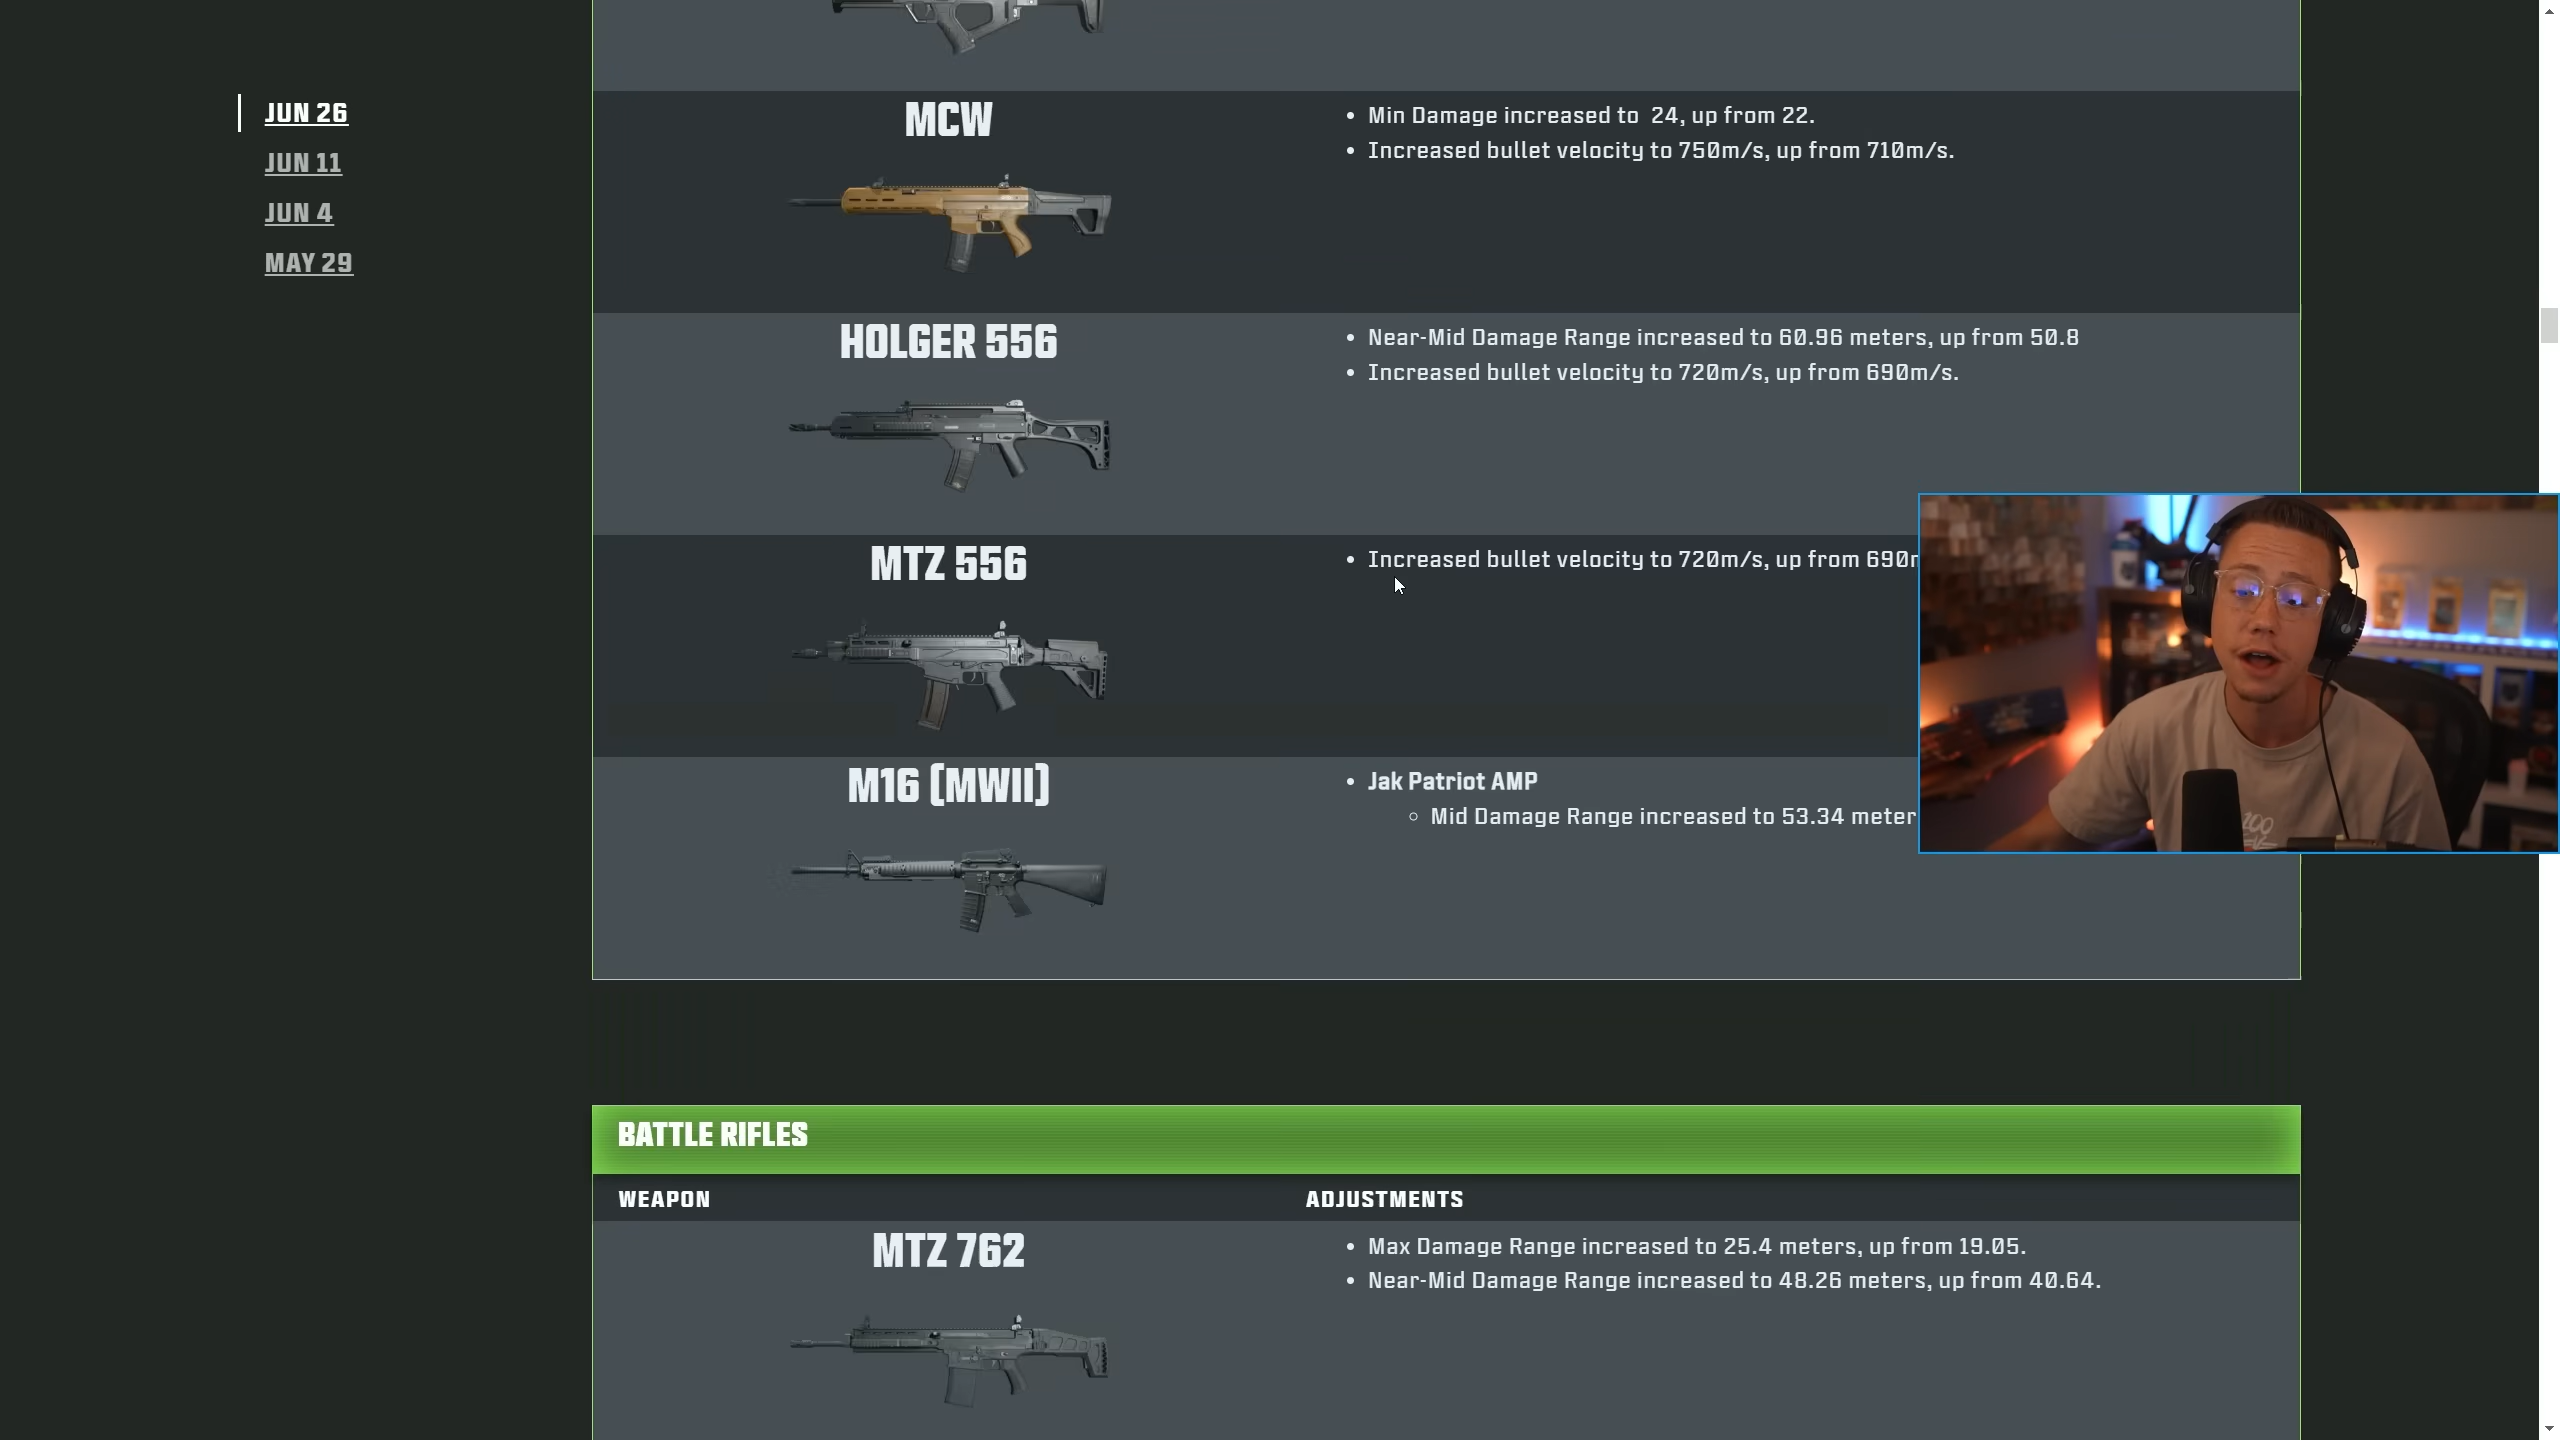 JUN 26
JUN 11
JUN 4
MAY 29
MCW
• Min Damage increased to 24, up from 22.
• Increased bullet velocity to 750m/s, up from 710m/s.
HOLGER 556
• Near-Mid Damage Range increased to 60.96 meters, up from 50.8
• Increased bullet velocity to 720m/s, up from 690m/s.
MTZ 556
• Increased bullet velocity to 720m/s, up from
M16 (MWII)
• Jak Patriot AMP
◦ Mid Damage Range increased to 53.34
BATTLE RIFLES
WEAPON
ADJUSTMENTS
MTZ 762
• Max Damage Range increased to 25.4 meters, up from 19.05.
• Near-Mid Damage Range increased to 48.26 meters, up from 40.64.